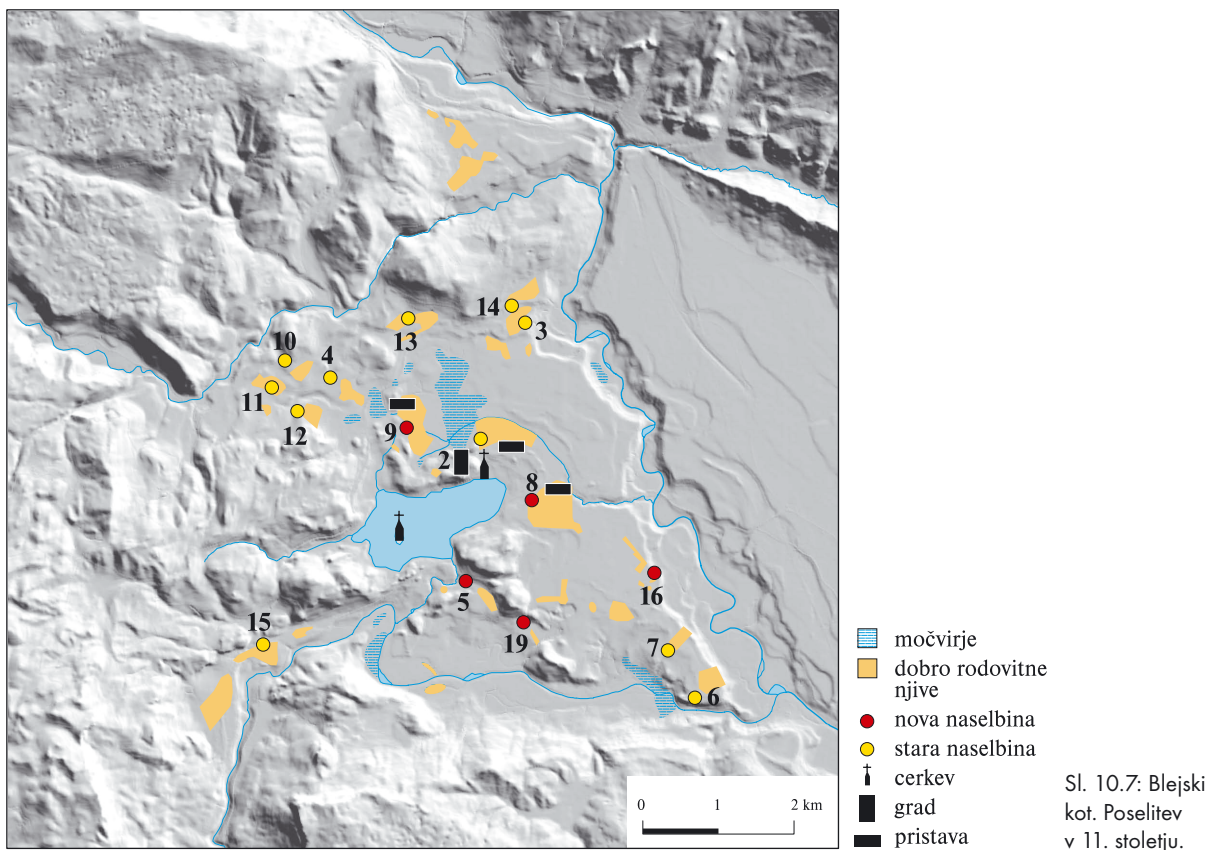 14
3
13
10
4
11
12
9
2
8
5
16
15
19
7
6
0 1 2 km
močvirje
dobro rodovitne
njive
nova naselbina
stara naselbina
cerkev
grad
pristava
Sl. 10.7: Blejski
kot. Poselitev
v 11. stoletju.